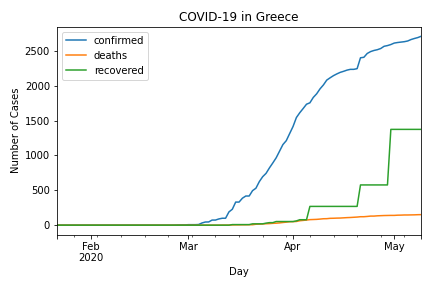 COVID-19 in Greece
confirmed
deaths
recovered
Number of Cases
2500
2000
1500
1000
500
0
Feb
2020
Mar
Apr
May
Day